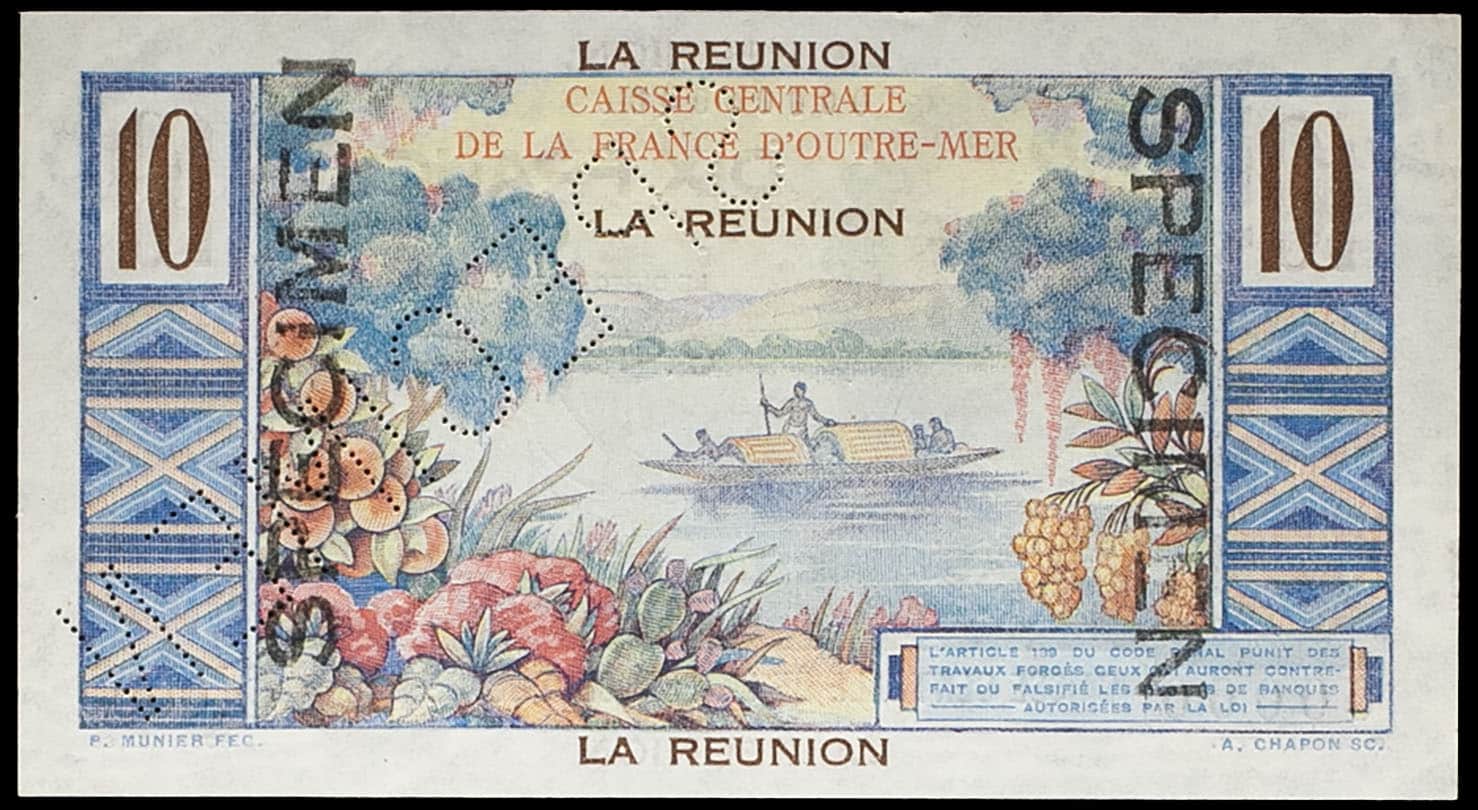 LA REUNION
CAISSE CENTRALE
DE LA FRANCE D'OUTRE-MER
LA REUNION
10
10
SPECIMEN
SPECIMEN
L'ARTICLE 139 DU CODE PENAL PUNIT DES
TRAVAUX FORCÉS CEUX QUI AURONT CONTRE-
FAIT OU FALSIFIÉ LES DE BANQUES
AUTORISÉES PAR LA LOI
P. MUNIER FEC.
LA REUNION
A. CHAPON SC.